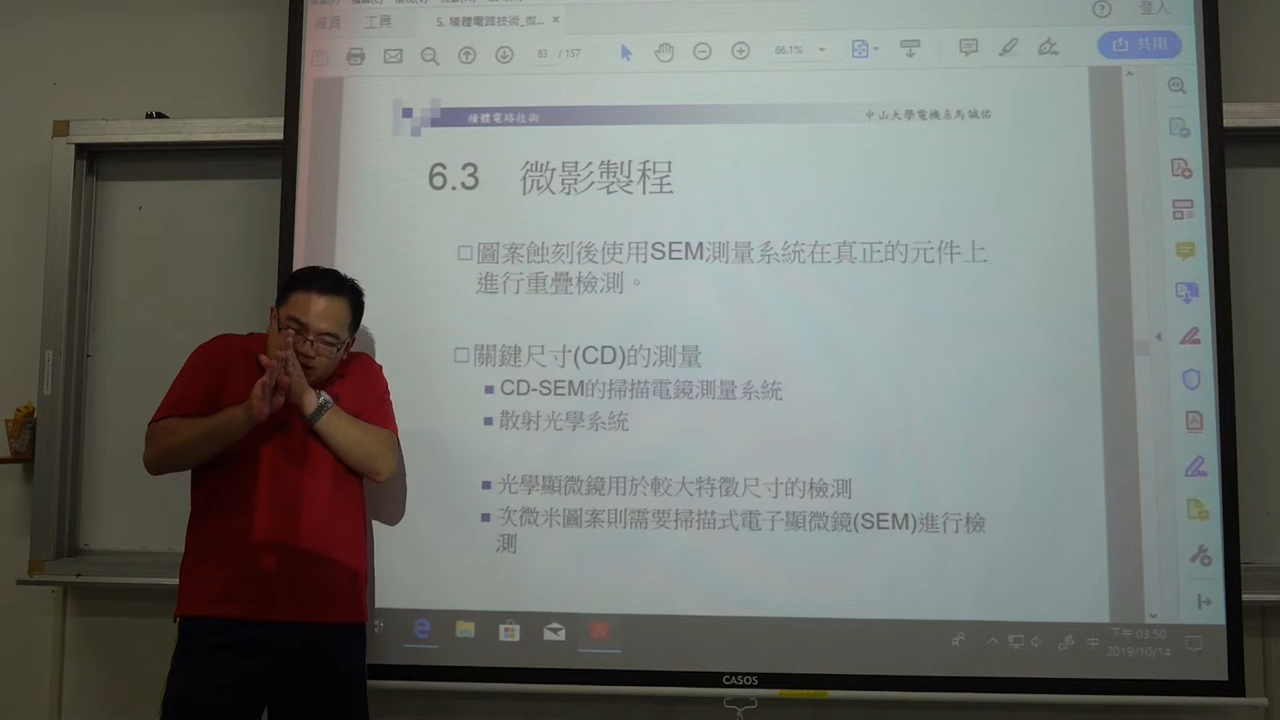 首頁 工具 5. 積體電路技術_微... ×
登入
83 / 157
66.1%
共用
積體電路技術
中山大學電機系馬誠佑
6.3 微影製程
圖案蝕刻後使用SEM測量系統在真正的元件上
進行重疊檢測。
關鍵尺寸(CD)的測量
CD-SEM的掃描電鏡測量系統
散射光學系統
光學顯微鏡用於較大特徵尺寸的檢測
次微米圖案則需要掃描式電子顯微鏡(SEM)進行檢
測
中
下午 03:50
2019/10/14
CASOS